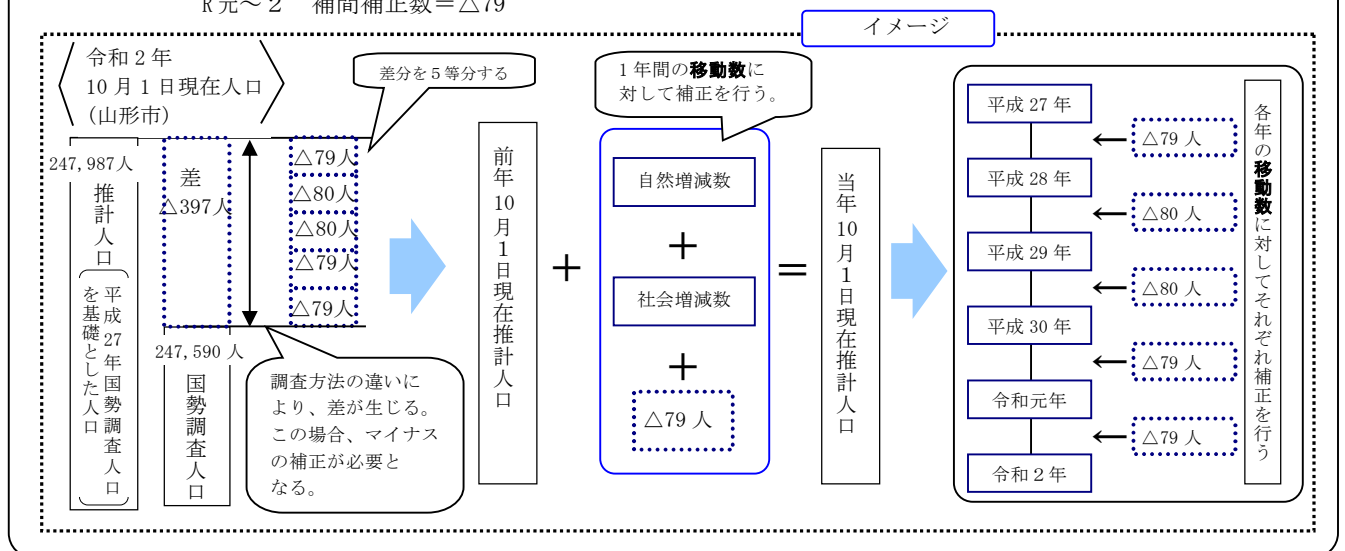 R元～2 補間補正数＝△79
イメージ
令和２年
10月１日現在人口
(山形市)
差分を５等分する
247,987人
推計人口
平成27年国勢調査人口
を基礎とした人口
差
△397人
247,590人
国勢調査人口
△79人
△80人
△80人
△79人
△79人
調査方法の違いに
より、差が生じる。
この場合、マイナス
の補正が必要と
なる。
前年10月１日現在推計人口
＋
1年間の移動数に
対して補正を行う。
自然増減数
＋
社会増減数
＋
△79人
＝
当年10月１日現在推計人口
平成27年
← △79人
平成28年
← △80人
平成29年
← △80人
平成30年
← △79人
令和元年
← △79人
令和２年
各年の移動数に対してそれぞれ補正を行う